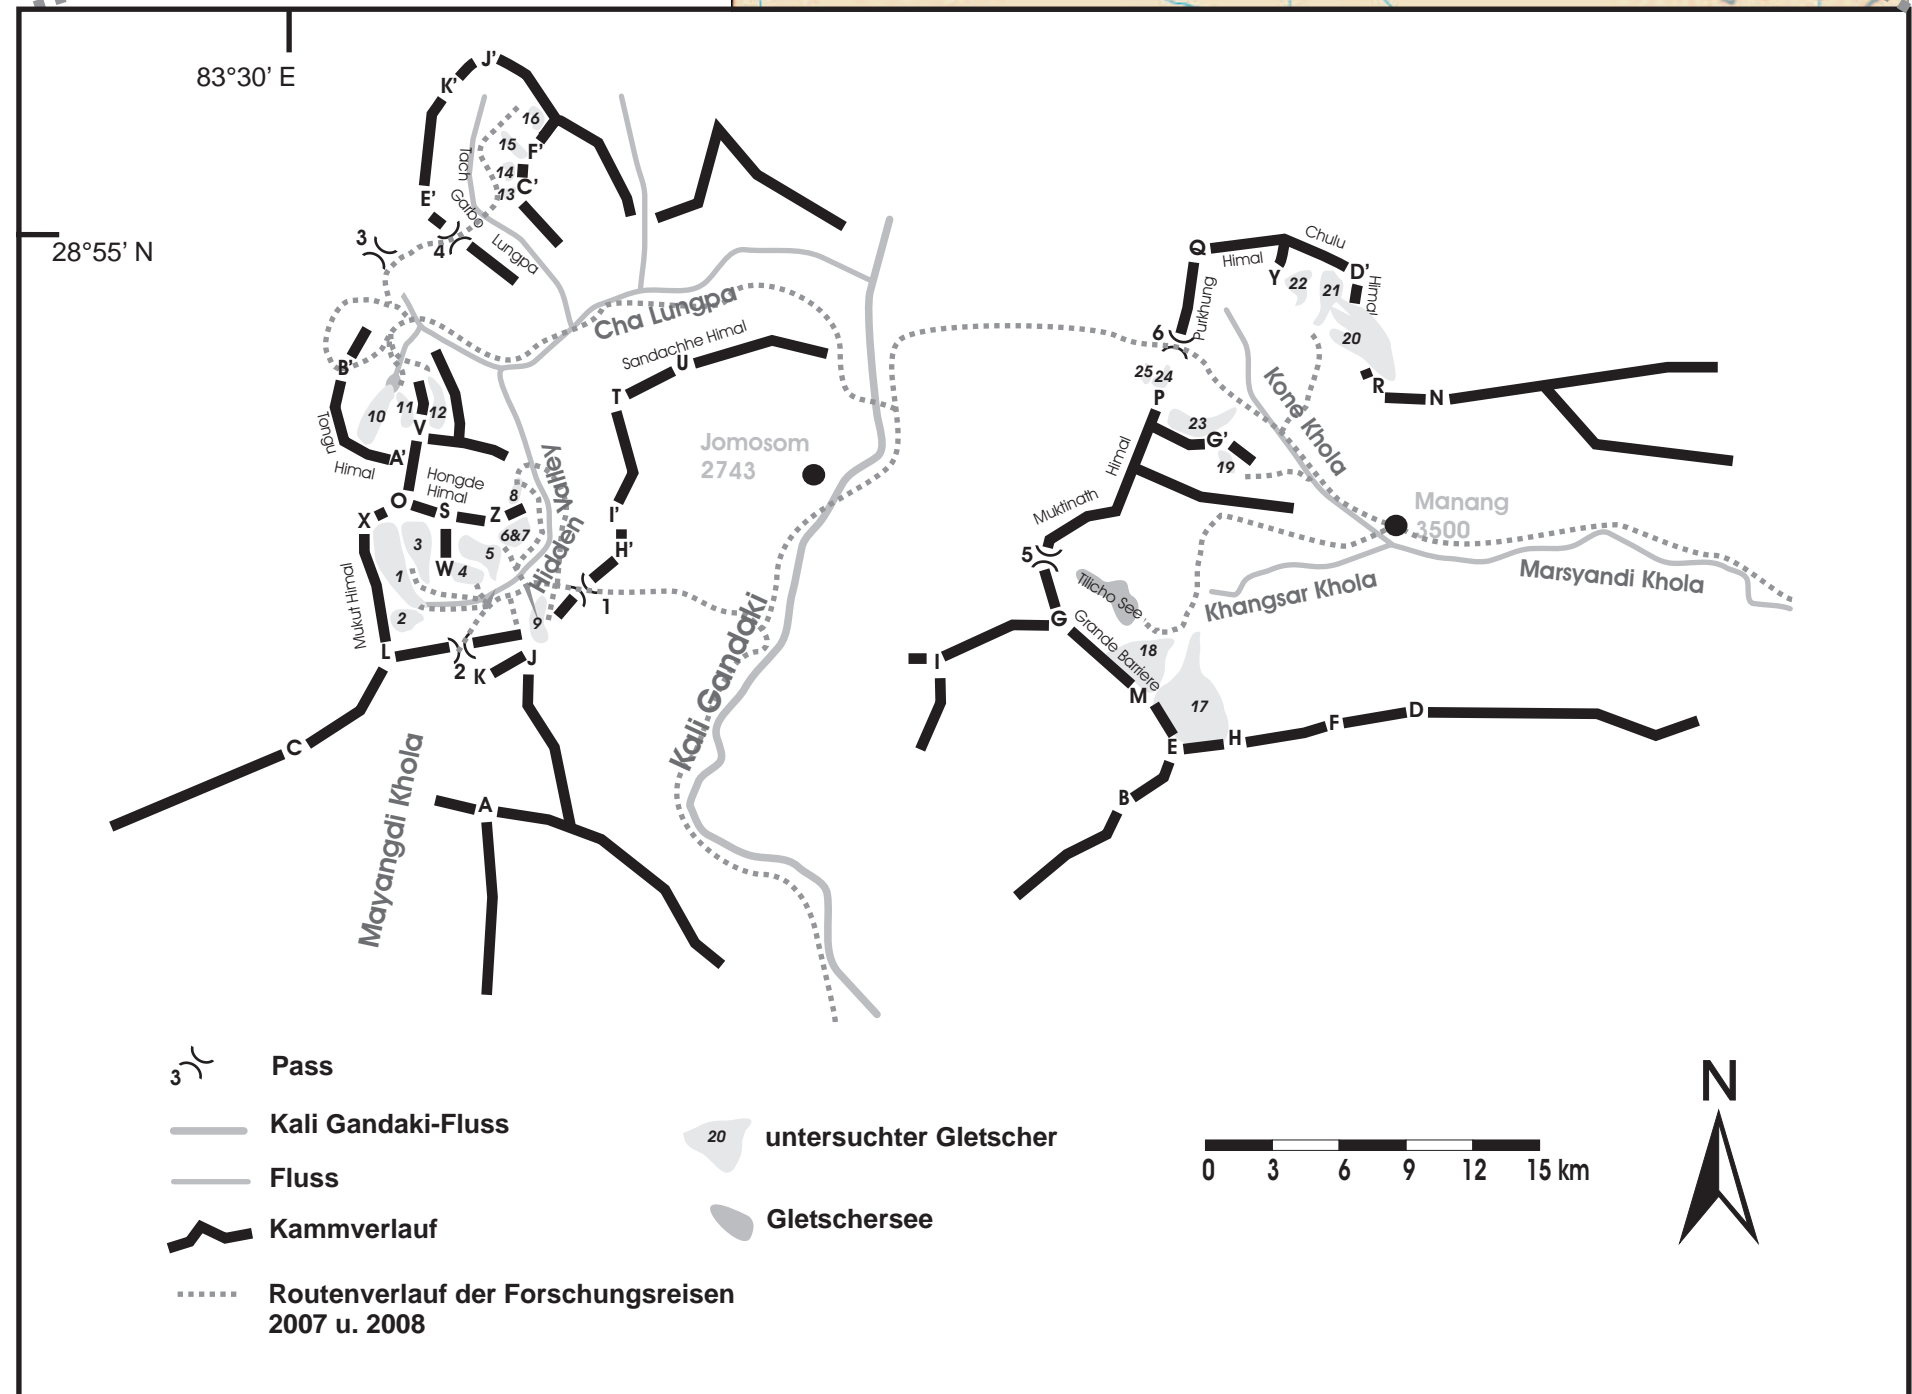 83°30’ E
28°55’ N
J’
K’
16
15
F’
14
C’
13
E’
Tach
Garbo
Lungpa
3
4
Cha Lungpa
Sandachhe Himal
U
T
B’
10
11
12
V
Tongu
Himal
A’
Hongde
Himal
O
S
Z
8
X
6&7
3
5
W
4
1
2
Mukut Himal
L
2
K
J
9
1
Hidden
Valley
I’
H’
C
A
Mayangdi Khola
Kali Gandaki
Jomosom
2743
Q
Himal
Chulu
Y
22
21
D’
Himal
20
Purkhung
6
25
24
P
23
G’
19
Koné Khola
R
N
Himal
Muktinath
5
Manang
3500
Tilicho See
Khangsar Khola
Marsyandi Khola
G
Grande Barriere
18
I
M
17
E
H
F
D
B
3
Pass
Kali Gandaki-Fluss
Fluss
Kammverlauf
Routenverlauf der Forschungsreisen
2007 u. 2008
20
untersuchter Gletscher
Gletschersee
0 3 6 9 12 15 km
N